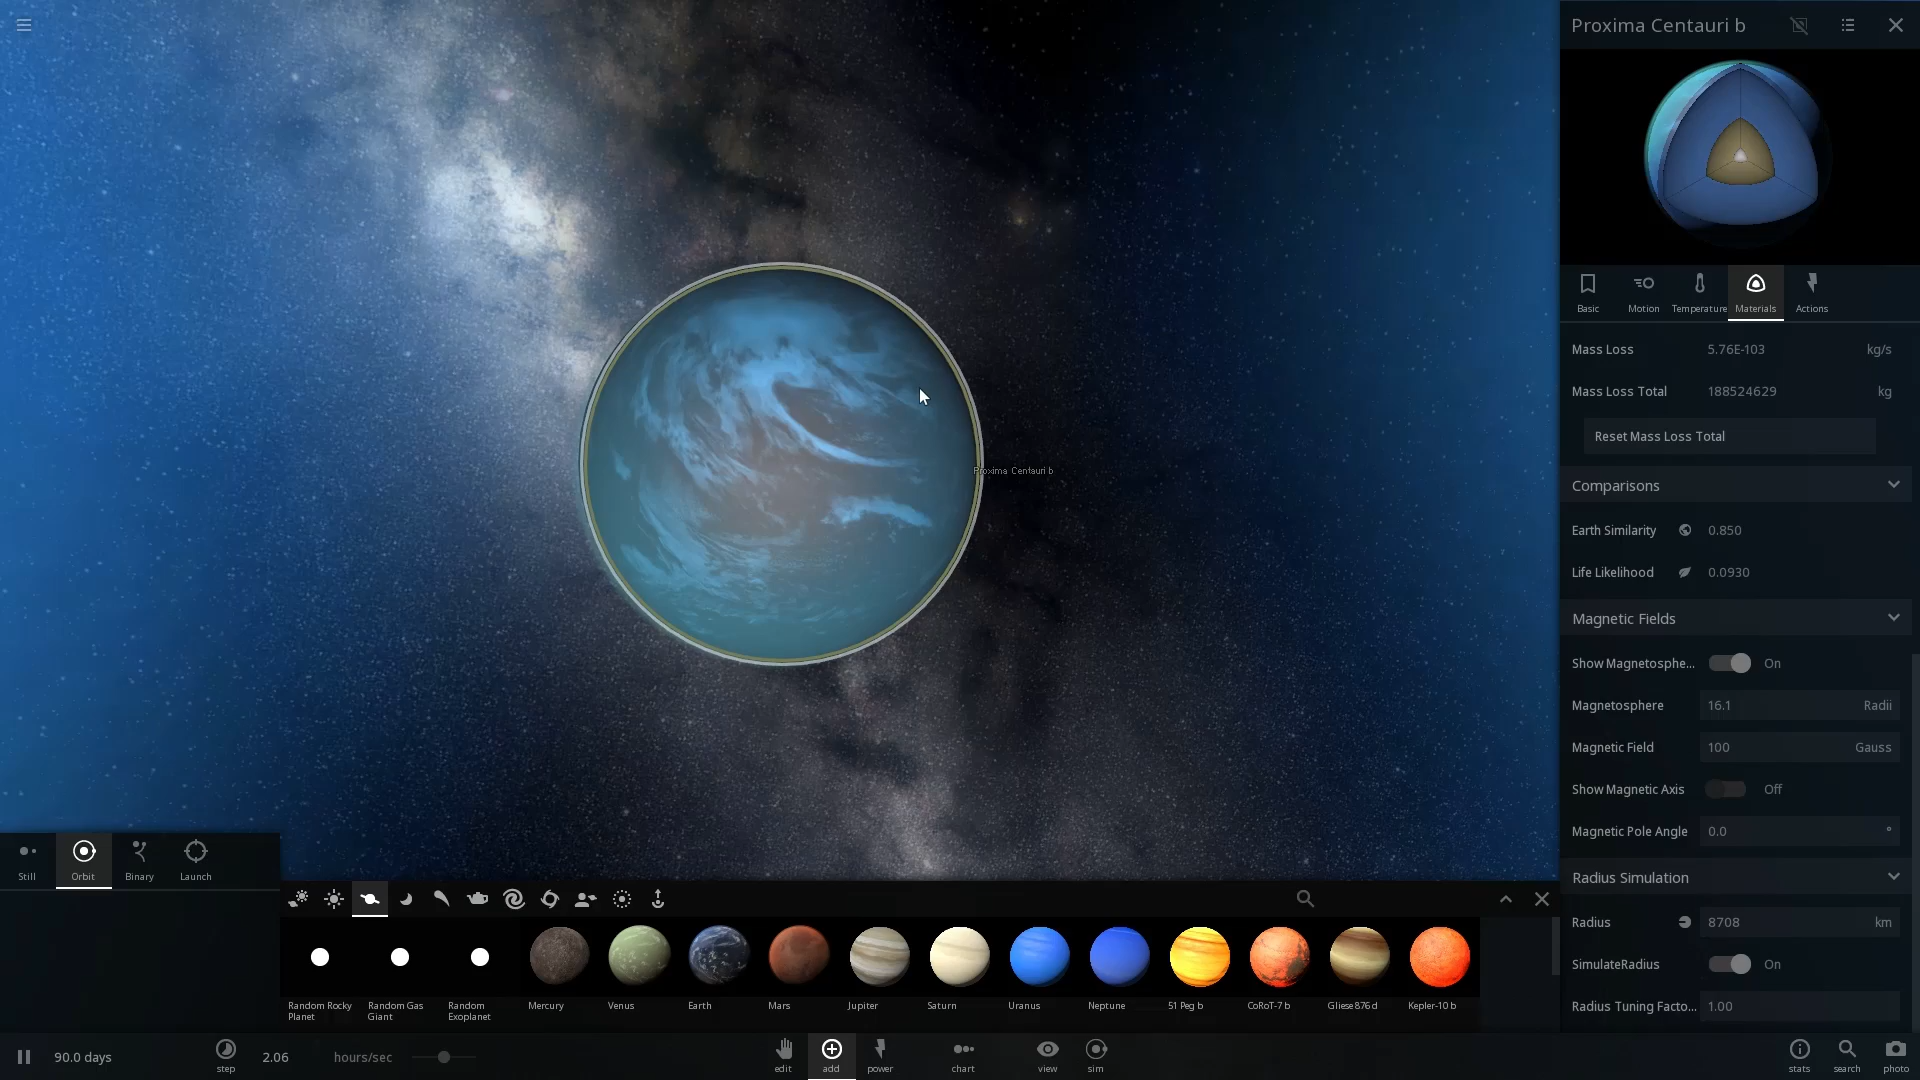 Proxima Centauri b
Basic
Motion
Temperature
Materials
Actions
Mass Loss 5.76E-103 kg/s
Mass Loss Total 188524629 kg
Reset Mass Loss Total
Comparisons
Earth Similarity 0.850
Life Likelihood 0.0930
Magnetic Fields
Show Magnetosphe... On
Magnetosphere 16.1 Radii
Magnetic Field 100 Gauss
Show Magnetic Axis Off
Magnetic Pole Angle 0.0 °
Radius Simulation
Radius 8708 km
SimulateRadius On
Radius Tuning Facto... 1.00
Proxima Centauri b
Still
Orbit
Binary
Launch
Random Rocky
Planet
Random Gas
Giant
Random
Exoplanet
Mercury
Venus
Earth
Mars
Jupiter
Saturn
Uranus
Neptune
51 Peg b
CoRoT-7 b
Gliese 876 d
Kepler-10 b
90.0 days
step
2.06 hours/sec
edit
add
power
chart
view
sim
stats
search
photo